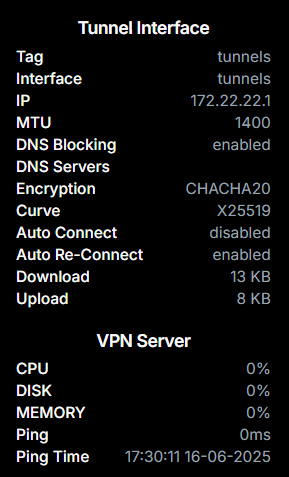 Tunnel Interface
Tag tunnels
Interface tunnels
IP 172.22.22.1
MTU 1400
DNS Blocking enabled
DNS Servers
Encryption CHACHA20
Curve X25519
Auto Connect disabled
Auto Re-Connect enabled
Download 13 KB
Upload 8 KB
VPN Server
CPU 0%
DISK 0%
MEMORY 0%
Ping 0ms
Ping Time 17:30:11 16-06-2025